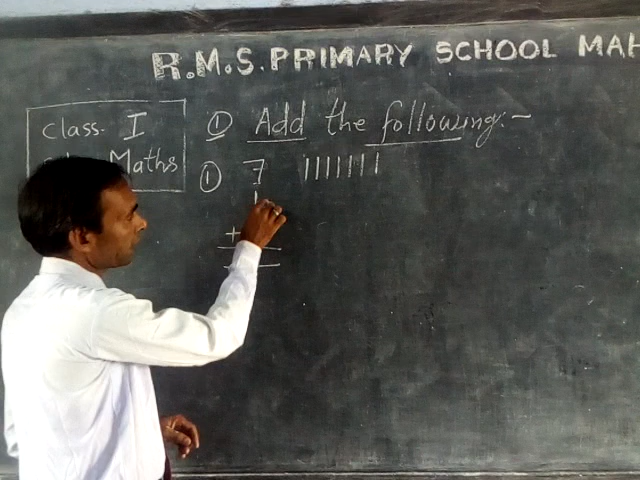 R.M.S. PRIMARY SCHOOL MAH
Class. I
Maths
① Add the following:-
① 7 |||||||
+